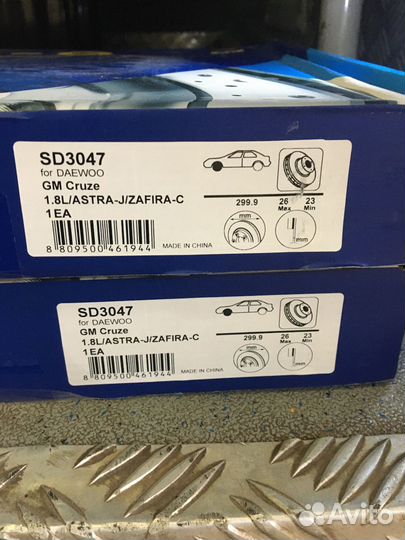 SD3047
for DAEWOO
GM Cruze
1.8L/ASTRA-J/ZAFIRA-C
1EA
8 809500 461944
MADE IN CHINA
299.9
26 Max
23 Min
mm
mm
SD3047
for DAEWOO
GM Cruze
1.8L/ASTRA-J/ZAFIRA-C
1EA
8 809500 461944
MADE IN CHINA
299.9
26 Max
23 Min
mm
mm
Avito